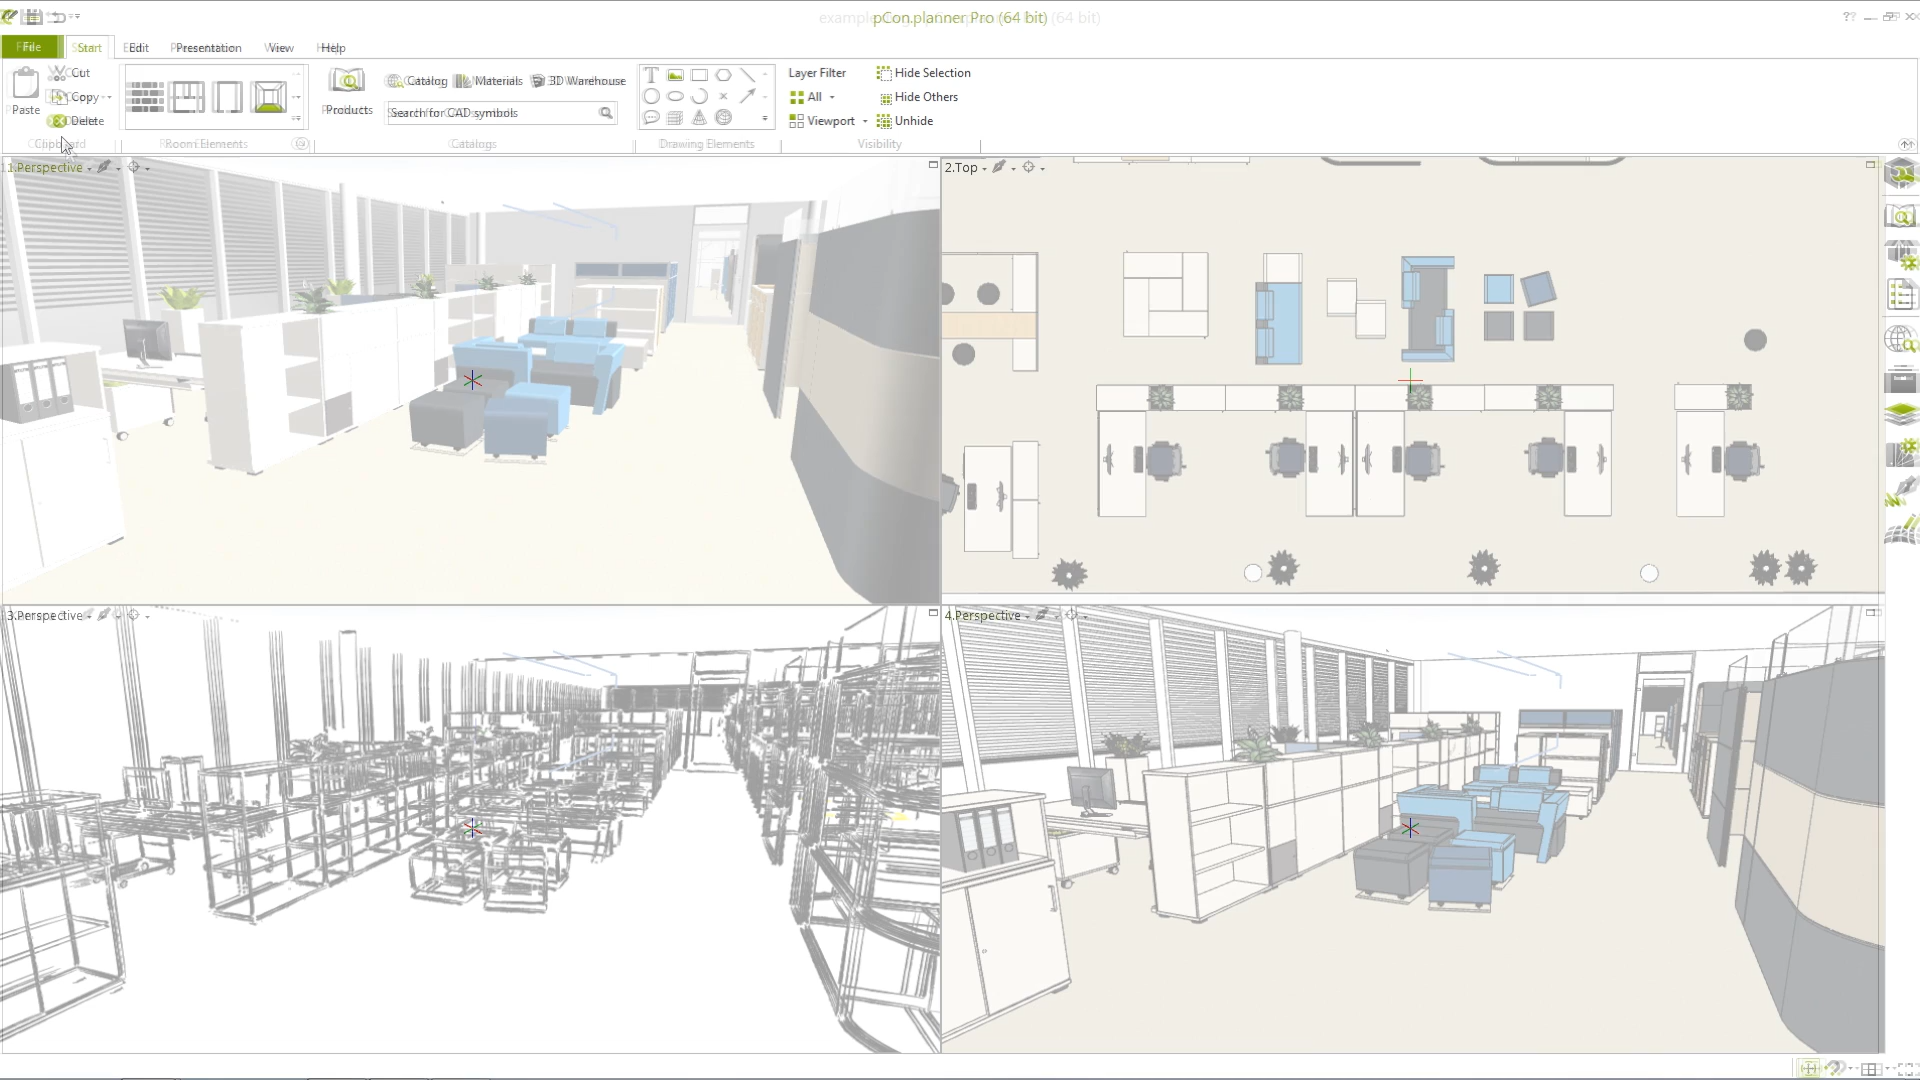 pCon.planner Pro (64 bit)
File Start Edit Presentation View Help
Paste
Cut
Copy
Delete
Products
Catalog Materials 3D Warehouse
Search for CAD symbols
Layer Filter
All
Viewport
Hide Selection
Hide Others
Unhide
Clipboard Room Elements Catalogs Drawing Elements Visibility
1.Perspective
2.Top
3.Perspective
4.Perspective